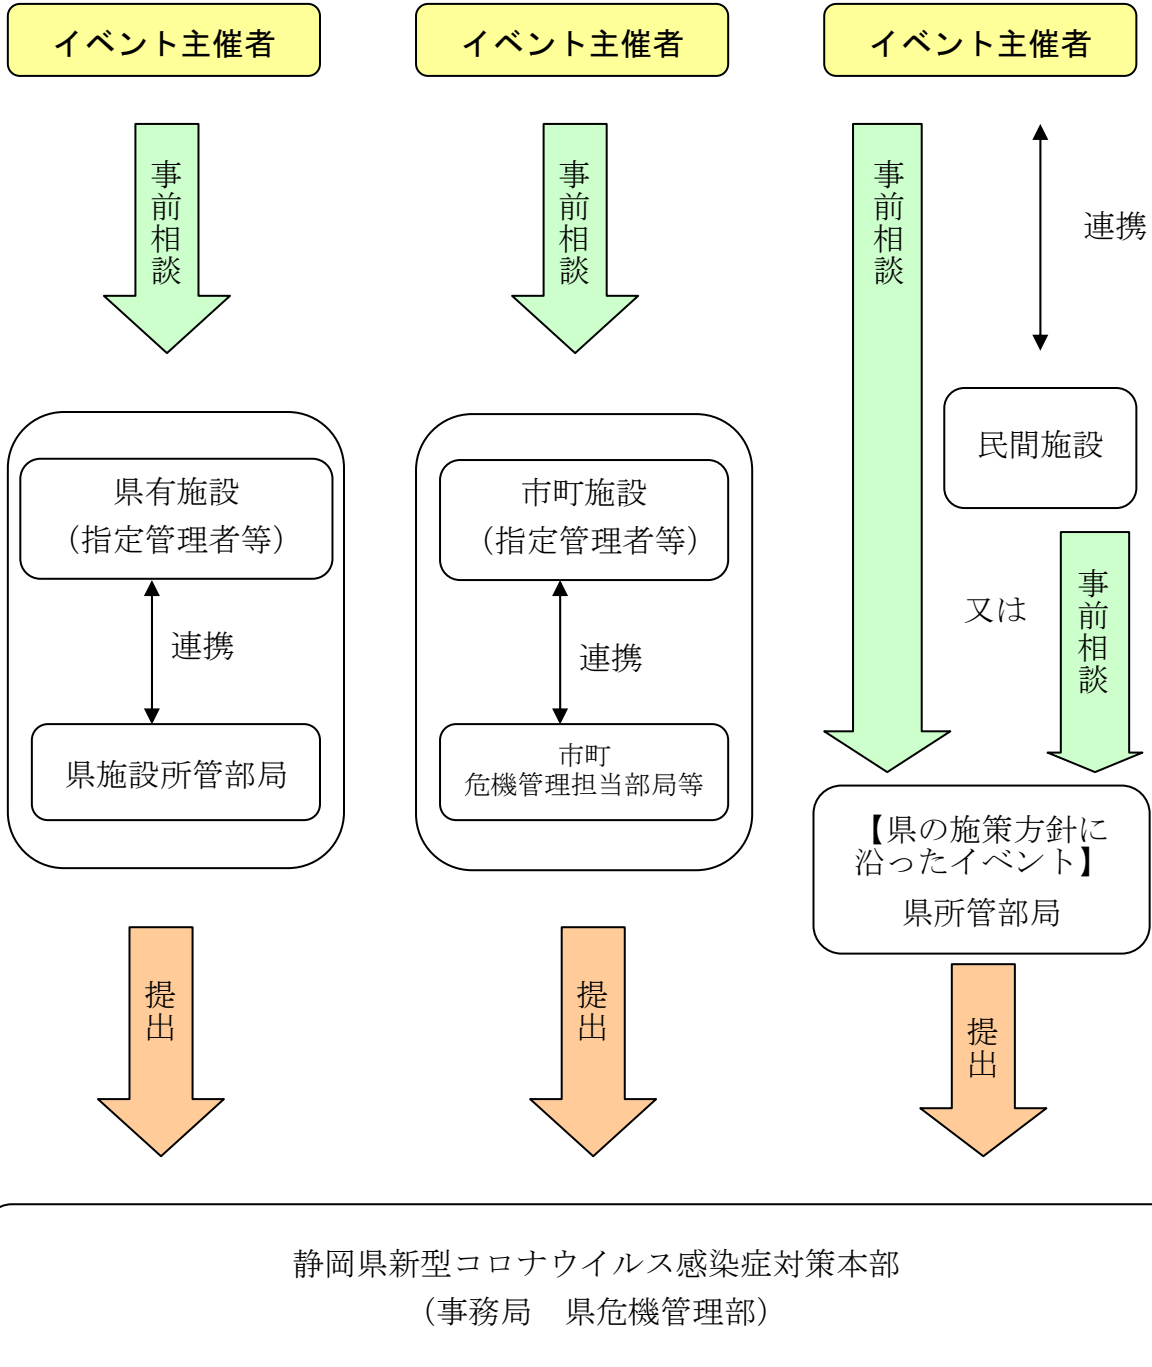 イベント主催者
事前相談
県有施設
（指定管理者等）
連携
県施設所管部局
提出
イベント主催者
事前相談
市町施設
（指定管理者等）
連携
市町
危機管理担当部局等
提出
イベント主催者
事前相談
連携
民間施設
又は
事前相談
【県の施策方針に
沿ったイベント】
県所管部局
提出
静岡県新型コロナウイルス感染症対策本部
（事務局　県危機管理部）